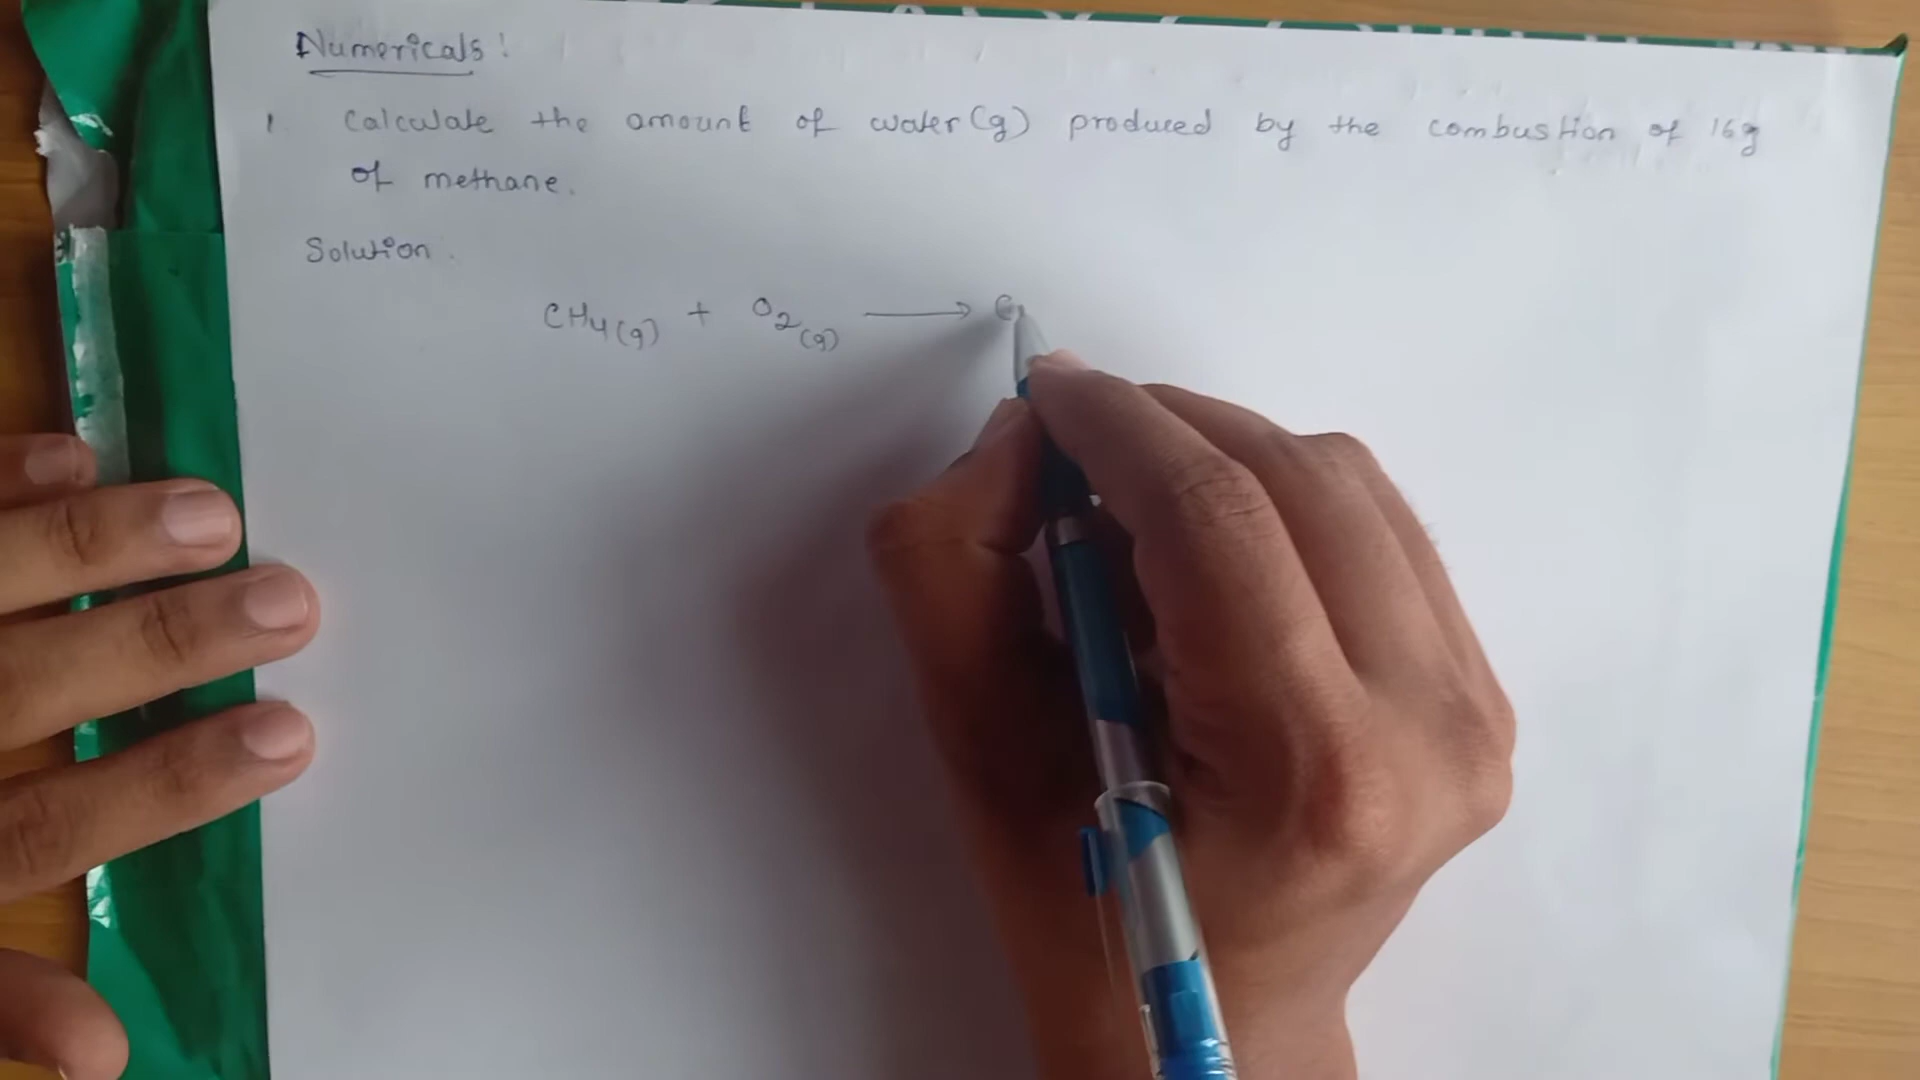 Numericals:
1. Calculate the amount of water (g) produced by the combustion of 16g
of methane.
Solution.
CH4(g) + O2(g) → C